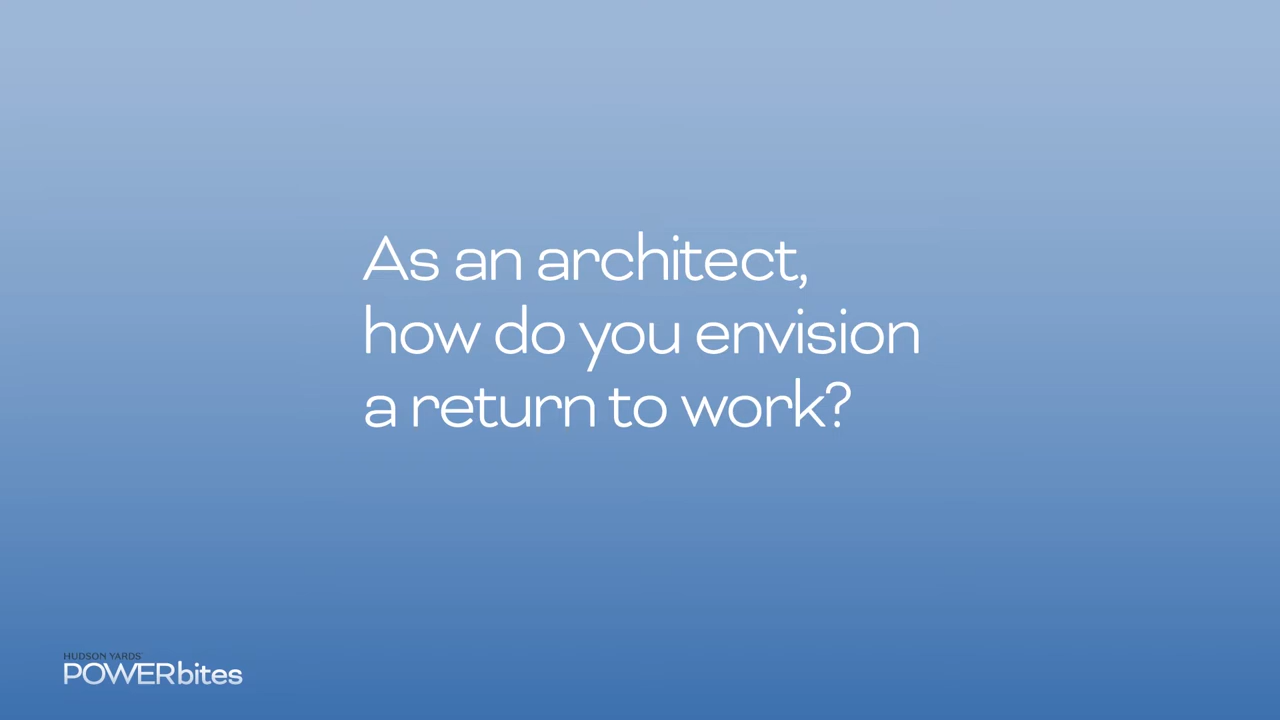 As an architect,
how do you envision
a return to work?
HUDSON YARDS
POWERbites